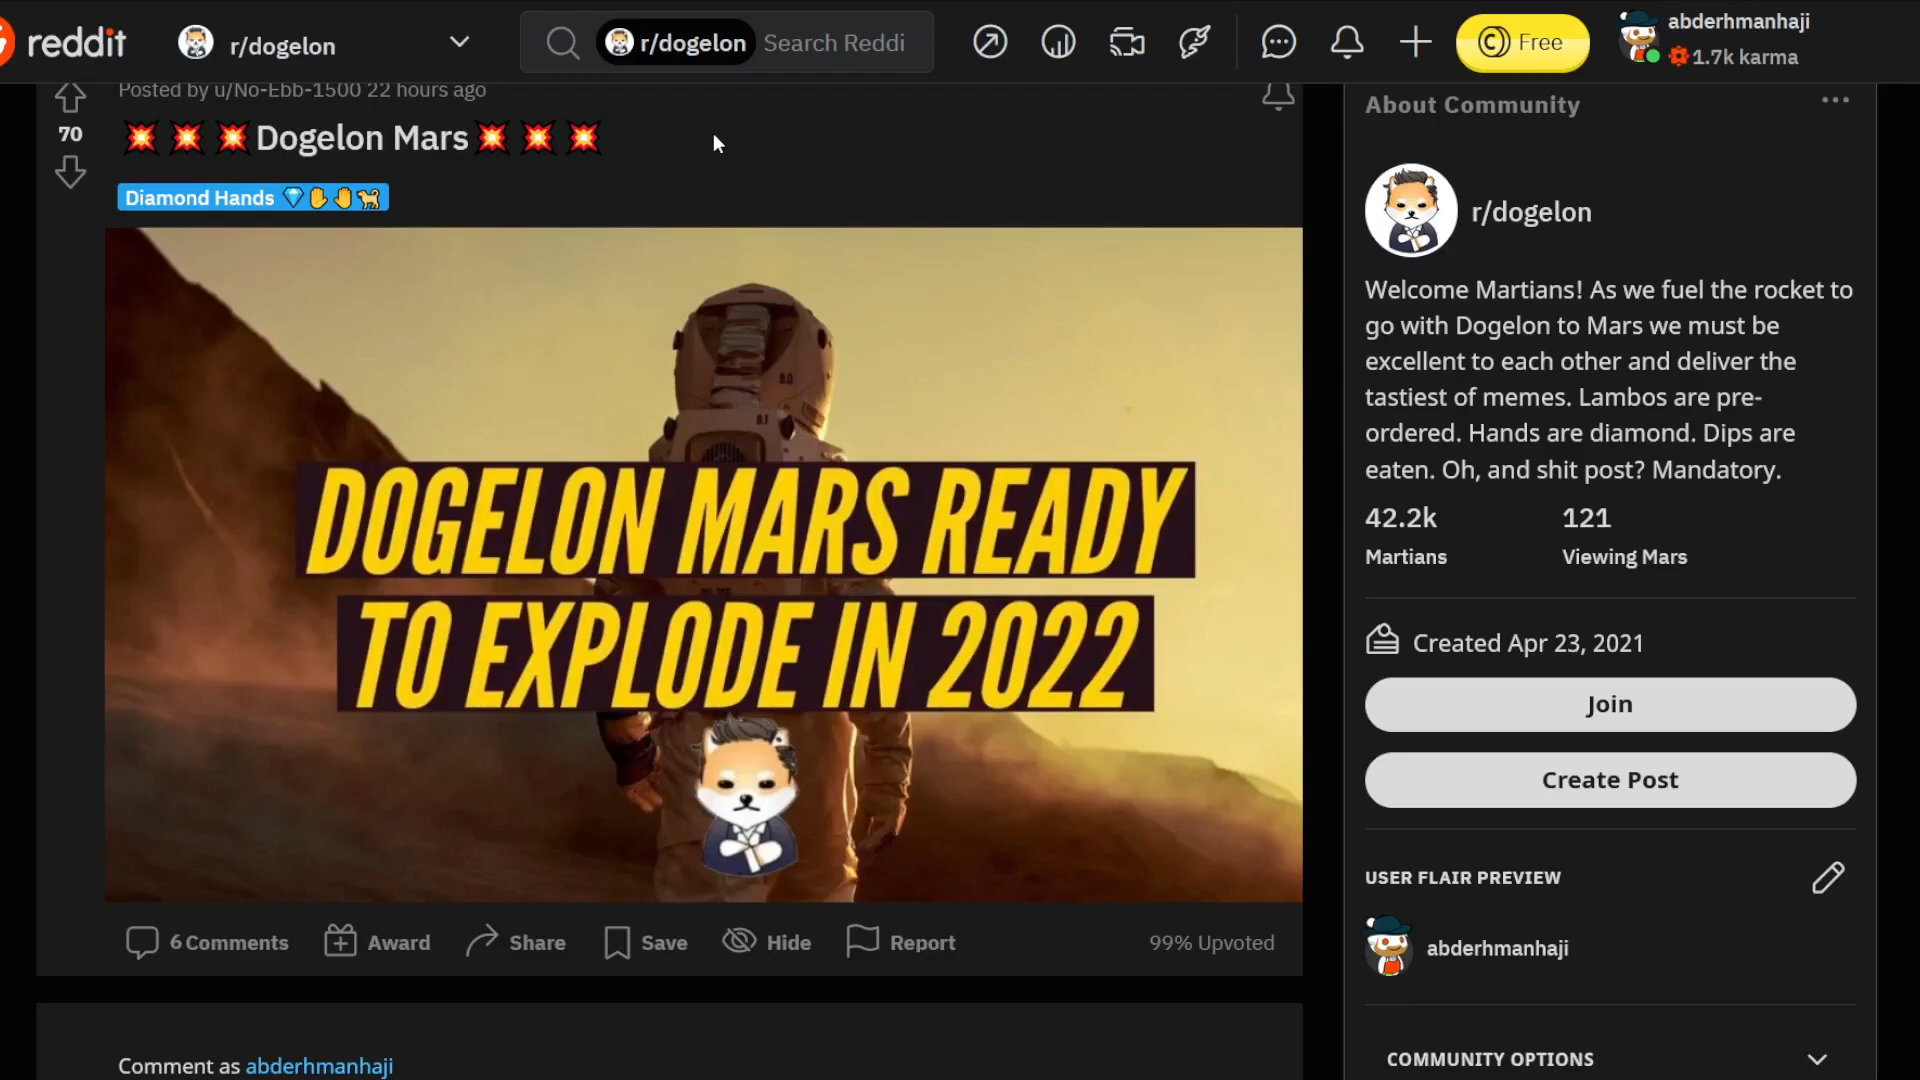 reddit
r/dogelon
r/dogelon
Search Reddi
Free
abderhmanhaji
1.7k karma
Posted by u/No-Ebb-1500 22 hours ago
70
💥💥💥Dogelon Mars💥💥💥
Diamond Hands 💎✋🤚🐕
8.0
8.1
DOGELON MARS READY
TO EXPLODE IN 2022
6 Comments
Award
Share
Save
Hide
Report
99% Upvoted
Comment as abderhmanhaji
About Community
r/dogelon
Welcome Martians! As we fuel the rocket to
go with Dogelon to Mars we must be
excellent to each other and deliver the
tastiest of memes. Lambos are pre-
ordered. Hands are diamond. Dips are
eaten. Oh, and shit post? Mandatory.
42.2k
Martians
121
Viewing Mars
Created Apr 23, 2021
Join
Create Post
USER FLAIR PREVIEW
abderhmanhaji
COMMUNITY OPTIONS